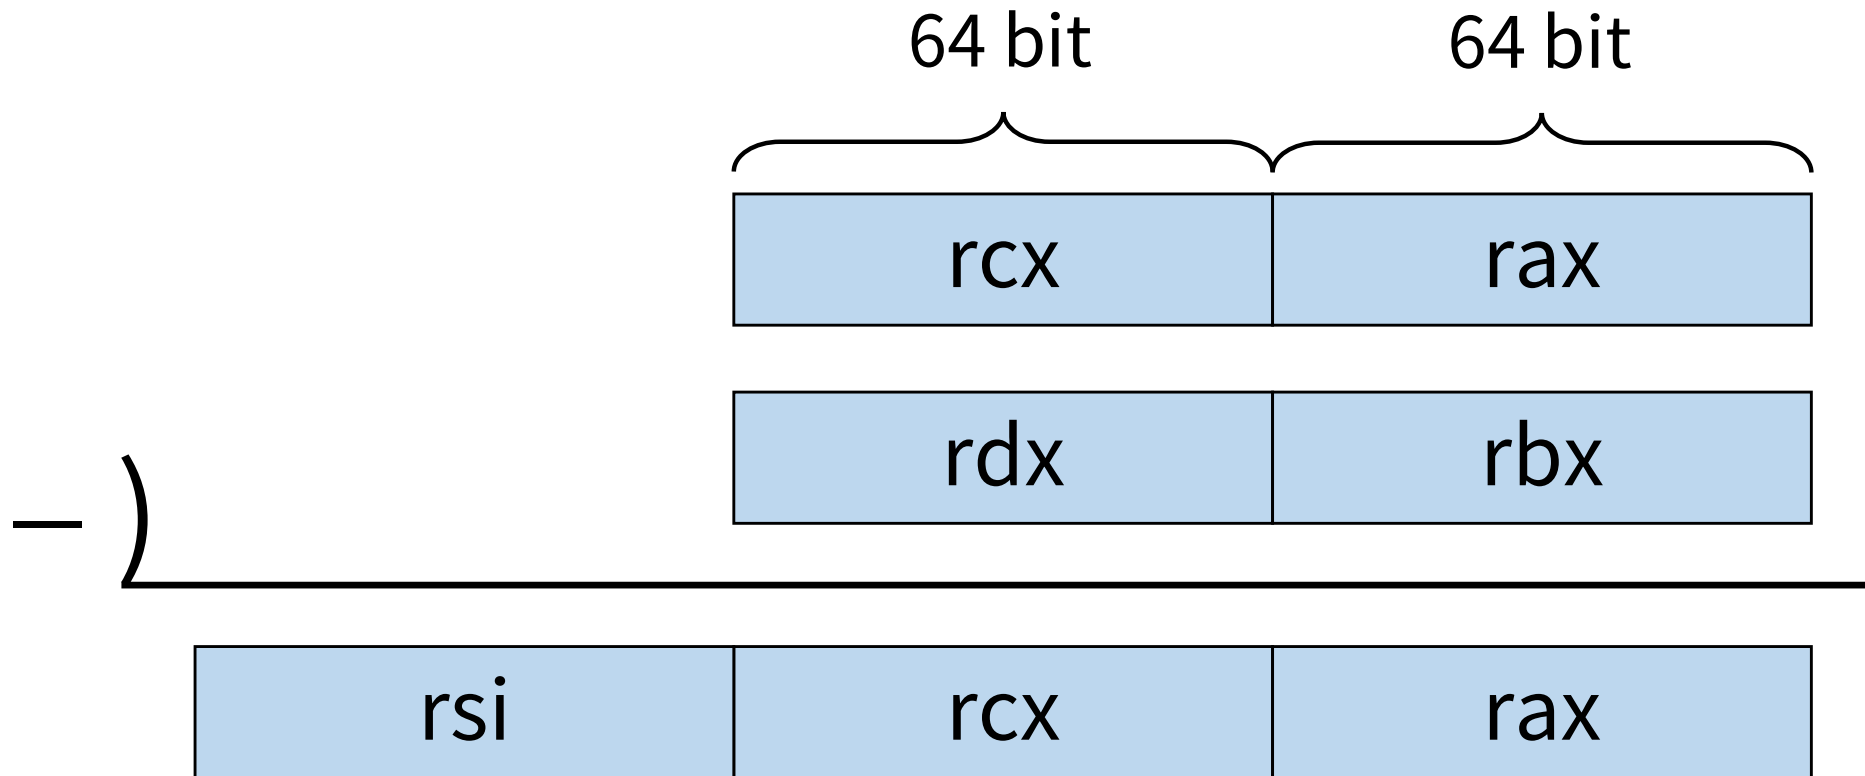 64 bit 64 bit
rcx rax
rdx rbx
— )
rsi rcx rax